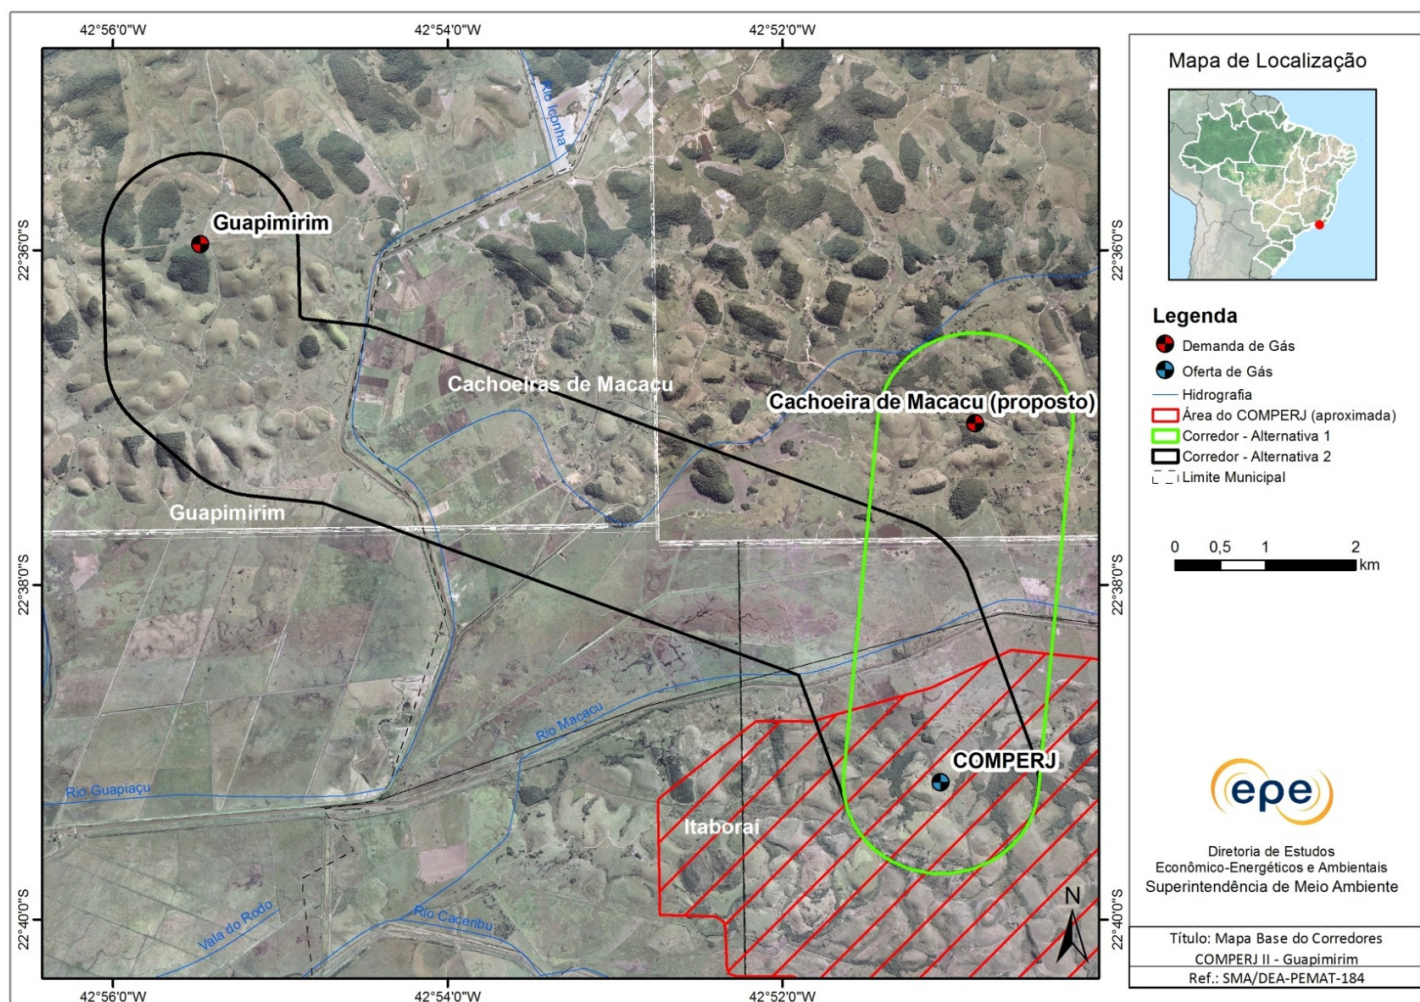 42°56'0"W
42°54'0"W
42°52'0"W
22°36'0"S
22°38'0"S
22°40'0"S
22°36'0"S
22°38'0"S
22°40'0"S
42°56'0"W
42°54'0"W
42°52'0"W
Rio Iconha
Guapimirim
Cachoeiras de Macacu
Cachoeira de Macacu (proposto)
Guapimirim
Rio Macacu
COMPERJ
Rio Guapiaçu
Itaboraí
Vala do Rodo
Rio Caceribu
N
Mapa de Localização
Legenda
Demanda de Gás
Oferta de Gás
Hidrografia
Área do COMPERJ (aproximada)
Corredor - Alternativa 1
Corredor - Alternativa 2
Limite Municipal
0 0,5 1 2
km
epe
Diretoria de Estudos
Econômico-Energéticos e Ambientais
Superintendência de Meio Ambiente
Título: Mapa Base do Corredores
COMPERJ II - Guapimirim
Ref.: SMA/DEA-PEMAT-184